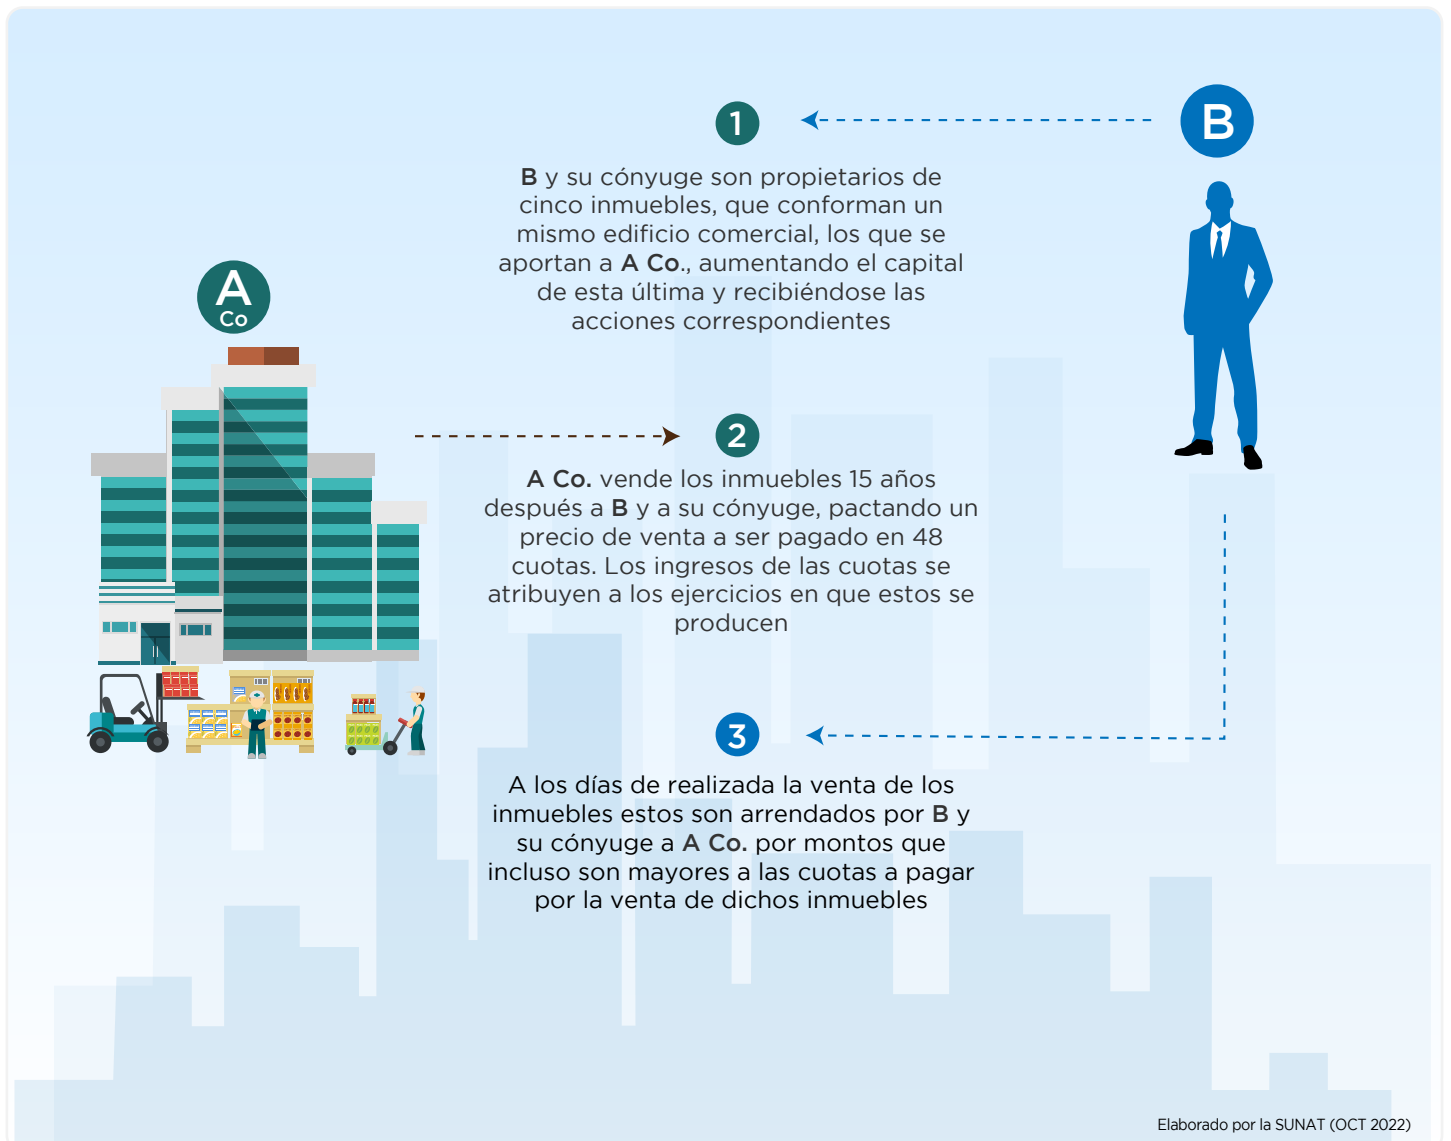 1
B
B y su cónyuge son propietarios de
cinco inmuebles, que conforman un
mismo edificio comercial, los que se
aportan a A Co., aumentando el capital
de esta última y recibiéndose las
acciones correspondientes
A
Co
2
A Co. vende los inmuebles 15 años
después a B y a su cónyuge, pactando un
precio de venta a ser pagado en 48
cuotas. Los ingresos de las cuotas se
atribuyen a los ejercicios en que estos se
producen
3
A los días de realizada la venta de los
inmuebles estos son arrendados por B y
su cónyuge a A Co. por montos que
incluso son mayores a las cuotas a pagar
por la venta de dichos inmuebles
Elaborado por la SUNAT (OCT 2022)